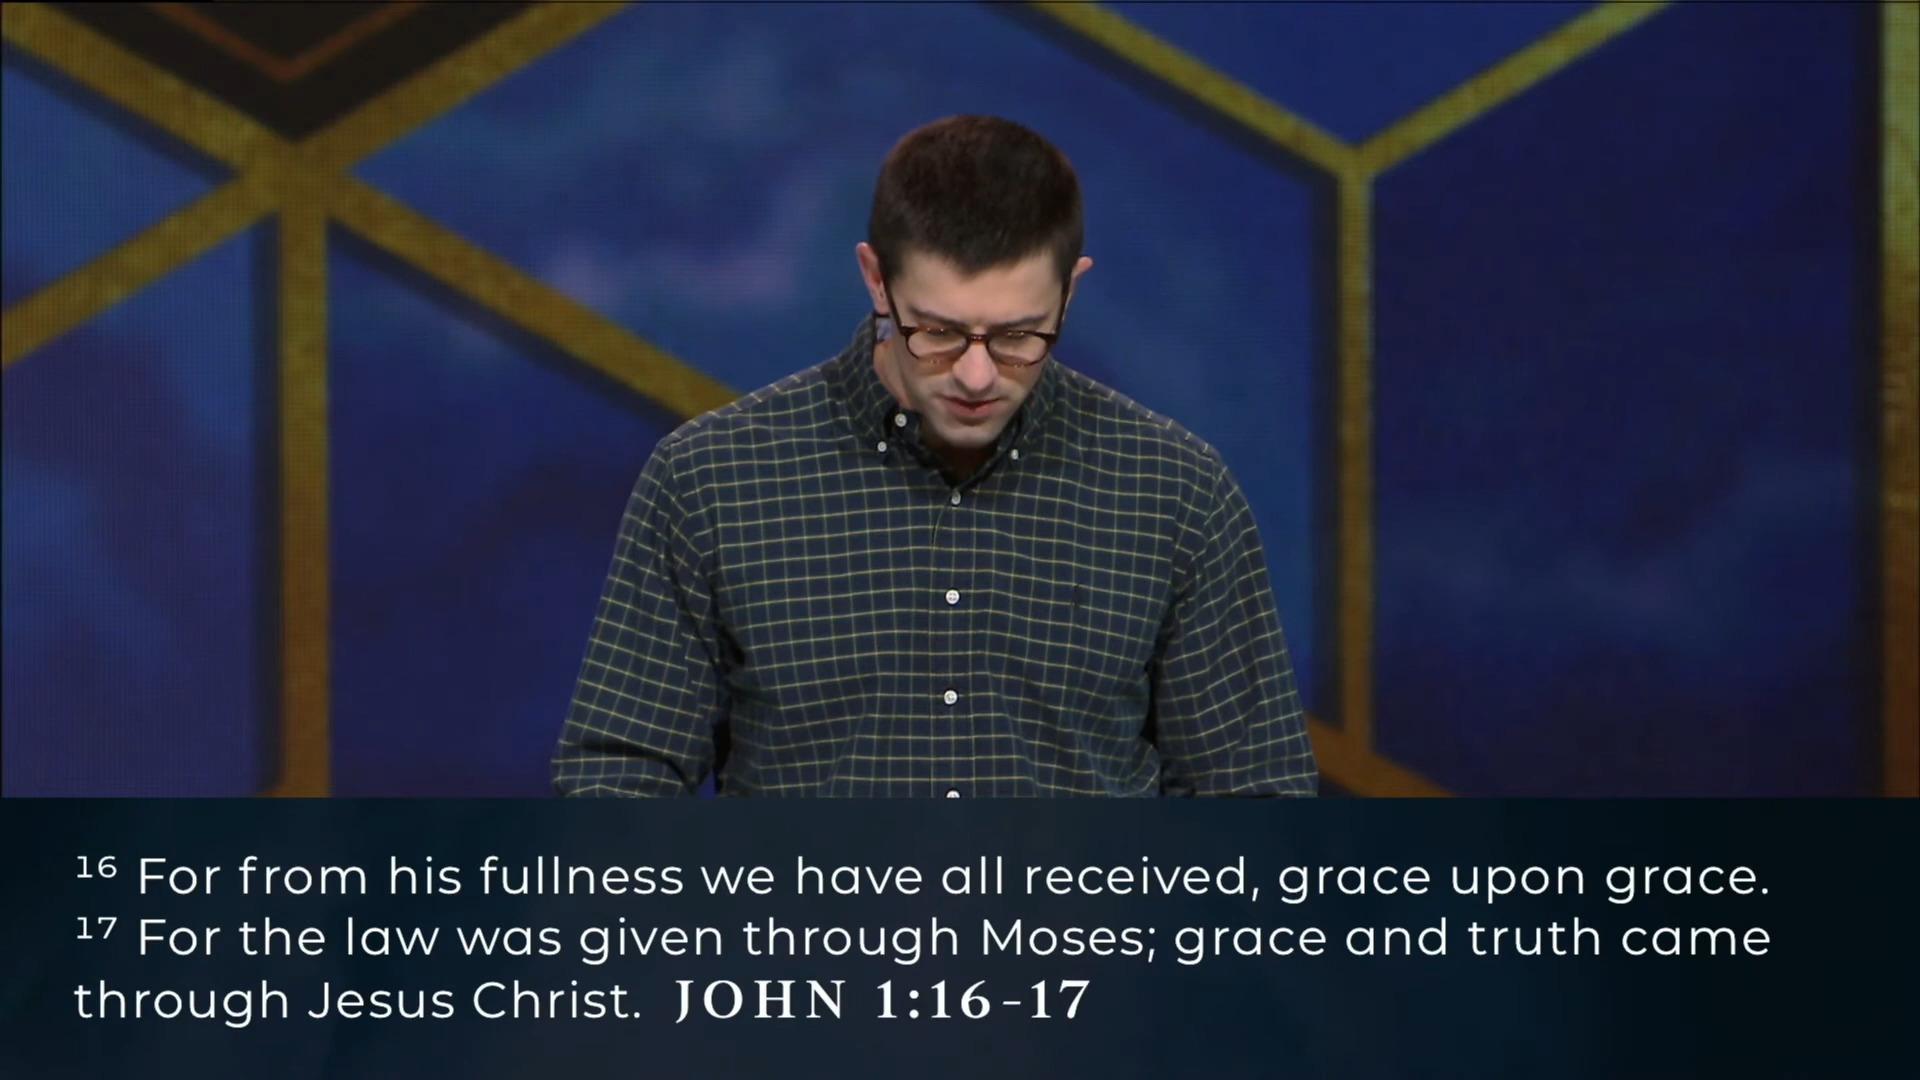 16 For from his fullness we have all received, grace upon grace.
17 For the law was given through Moses; grace and truth came
through Jesus Christ. JOHN 1:16-17